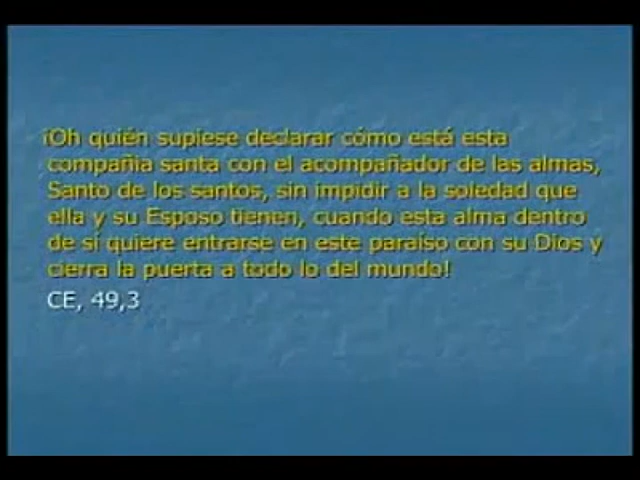 ¡Oh quién supiese declarar cómo está esta
compañia santa con el acompañador de las almas,
Santo de los santos, sin impidir a la soledad que
ella y su Esposo tienen, cuando esta alma dentro
de sí quiere entrarse en este paraíso con su Dios y
cierra la puerta a todo lo del mundo!
CE, 49,3